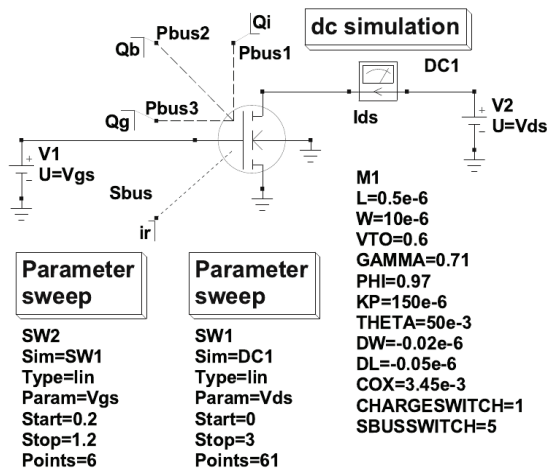 Qi
dc simulation
Pbus2
Qb
Pbus1
DC1
Pbus3
Qg
Ids
V2
U=Vds
V1
U=Vgs
Sbus
ir
M1
L=0.5e-6
W=10e-6
VTO=0.6
GAMMA=0.71
PHI=0.97
KP=150e-6
THETA=50e-3
DW=-0.02e-6
DL=-0.05e-6
COX=3.45e-3
CHARGESWITCH=1
SBUSSWITCH=5
Parameter
sweep
SW2
Sim=SW1
Type=lin
Param=Vgs
Start=0.2
Stop=1.2
Points=6
Parameter
sweep
SW1
Sim=DC1
Type=lin
Param=Vds
Start=0
Stop=3
Points=61